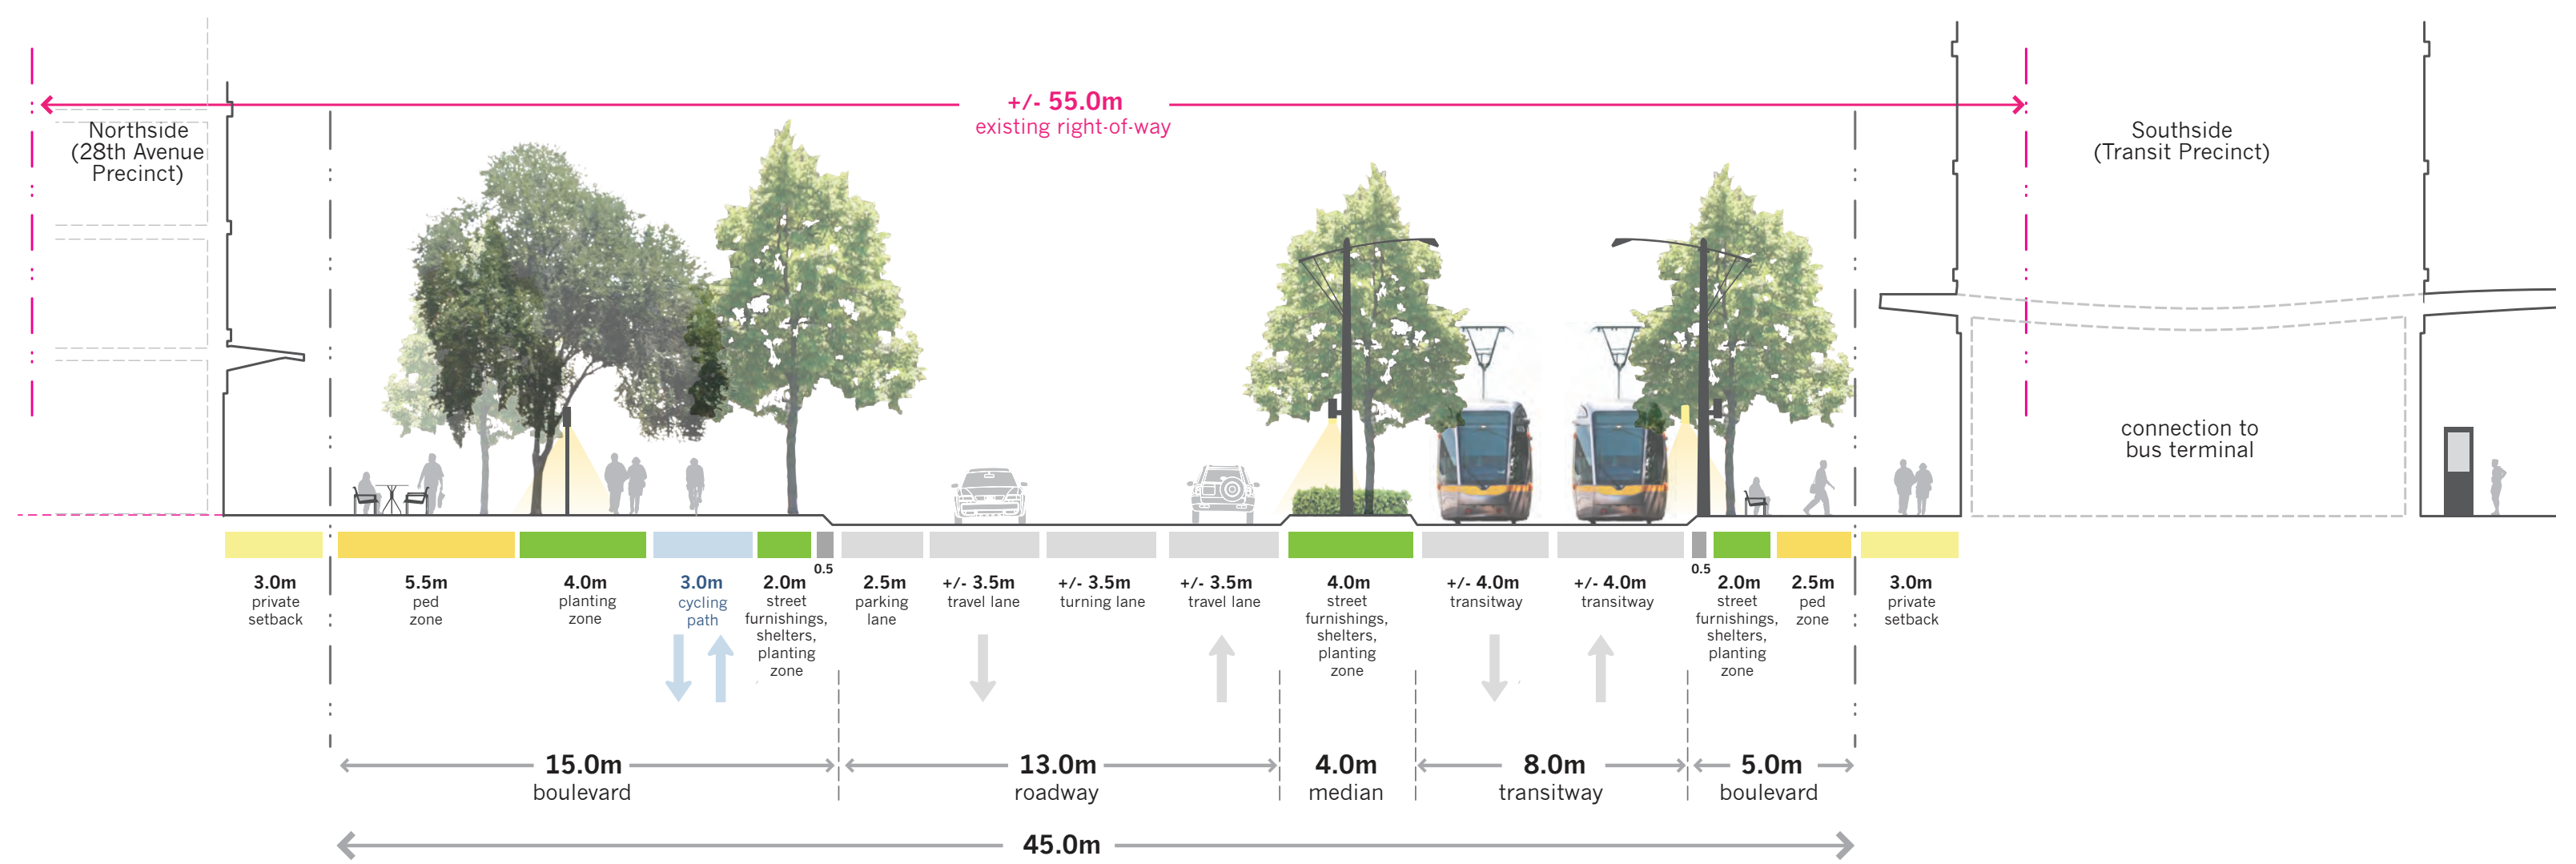 +/- 55.0m
existing right-of-way
Northside
(28th Avenue
Precinct)
Southside
(Transit Precinct)
connection to
bus terminal
3.0m
private
setback
5.5m
ped
zone
4.0m
planting
zone
3.0m
cycling
path
2.0m
street
furnishings,
shelters,
planting
zone
0.5
2.5m
parking
lane
+/- 3.5m
travel lane
+/- 3.5m
turning lane
+/- 3.5m
travel lane
4.0m
street
furnishings,
shelters,
planting
zone
+/- 4.0m
transitway
+/- 4.0m
transitway
0.5
2.0m
street
furnishings,
shelters,
planting
zone
2.5m
ped
zone
3.0m
private
setback
15.0m
boulevard
13.0m
roadway
4.0m
median
8.0m
transitway
5.0m
boulevard
45.0m